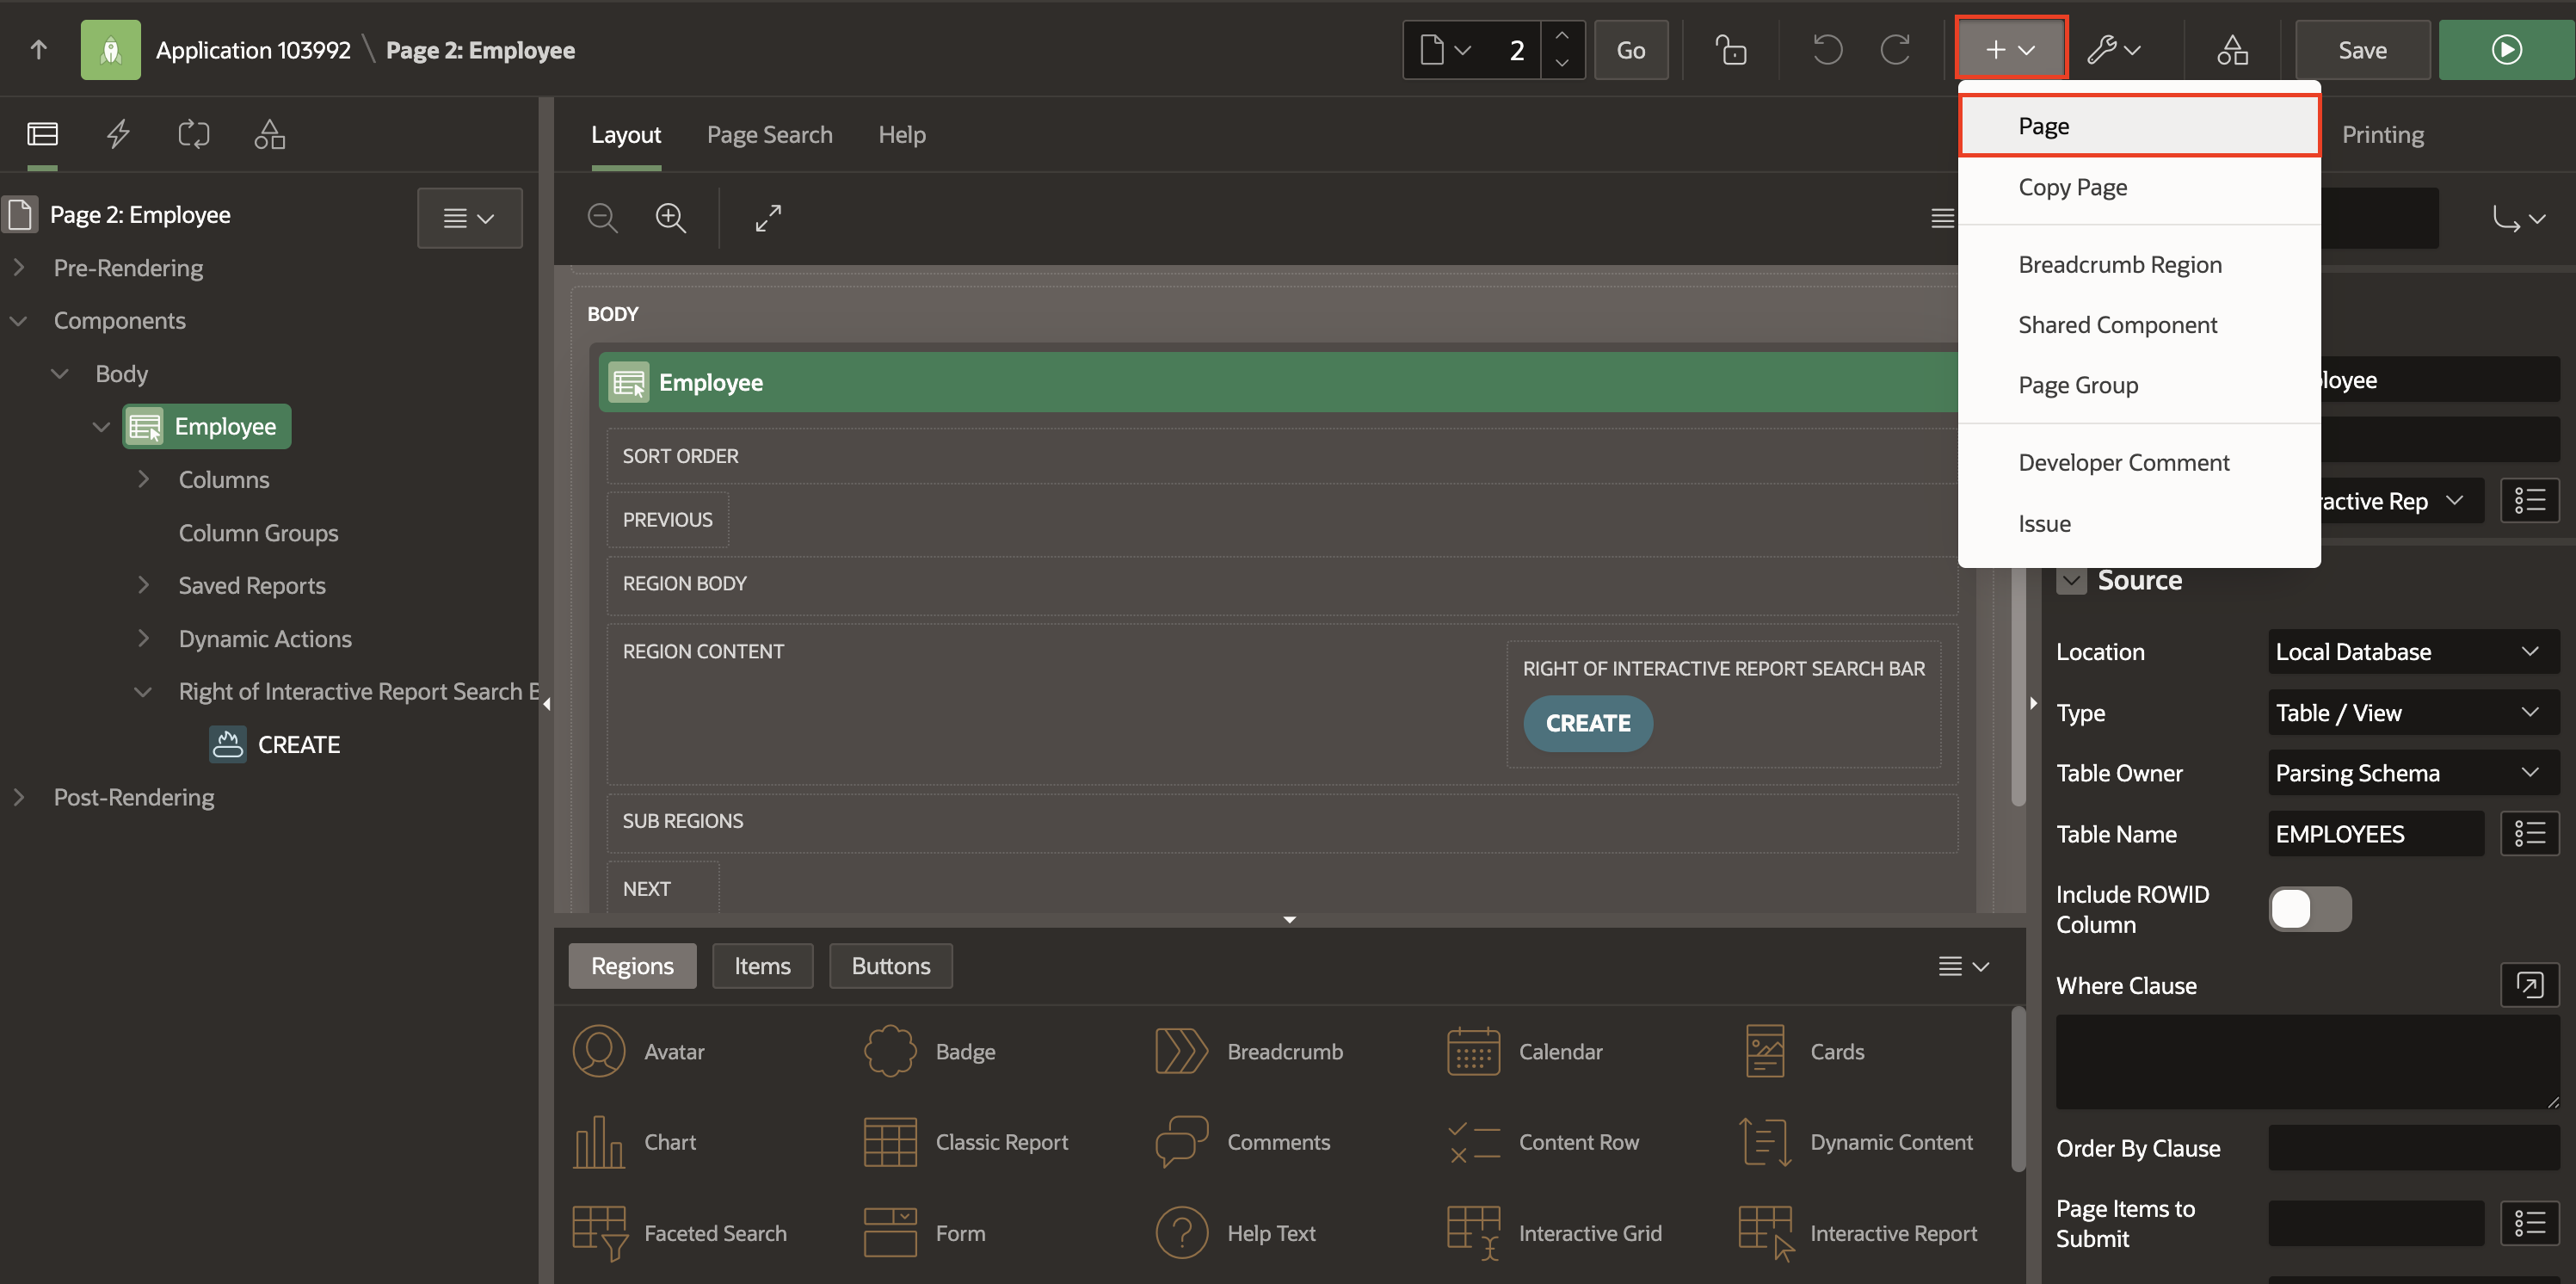 Application 103992 \ Page 2: Employee
2
Go
Save
Layout
Page Search
Help
Printing
Page
Copy Page
Breadcrumb Region
Shared Component
Page Group
Developer Comment
Issue
Page 2: Employee
Pre-Rendering
Components
Body
Employee
Columns
Column Groups
Saved Reports
Dynamic Actions
Right of Interactive Report Search B
CREATE
Post-Rendering
BODY
Employee
SORT ORDER
PREVIOUS
REGION BODY
REGION CONTENT
RIGHT OF INTERACTIVE REPORT SEARCH BAR
CREATE
SUB REGIONS
NEXT
Regions
Items
Buttons
Avatar
Badge
Breadcrumb
Calendar
Cards
Chart
Classic Report
Comments
Content Row
Dynamic Content
Faceted Search
Form
Help Text
Interactive Grid
Interactive Report
loyee
ractive Rep
Source
Location
Local Database
Type
Table / View
Table Owner
Parsing Schema
Table Name
EMPLOYEES
Include ROWID
Column
Where Clause
Order By Clause
Page Items to
Submit